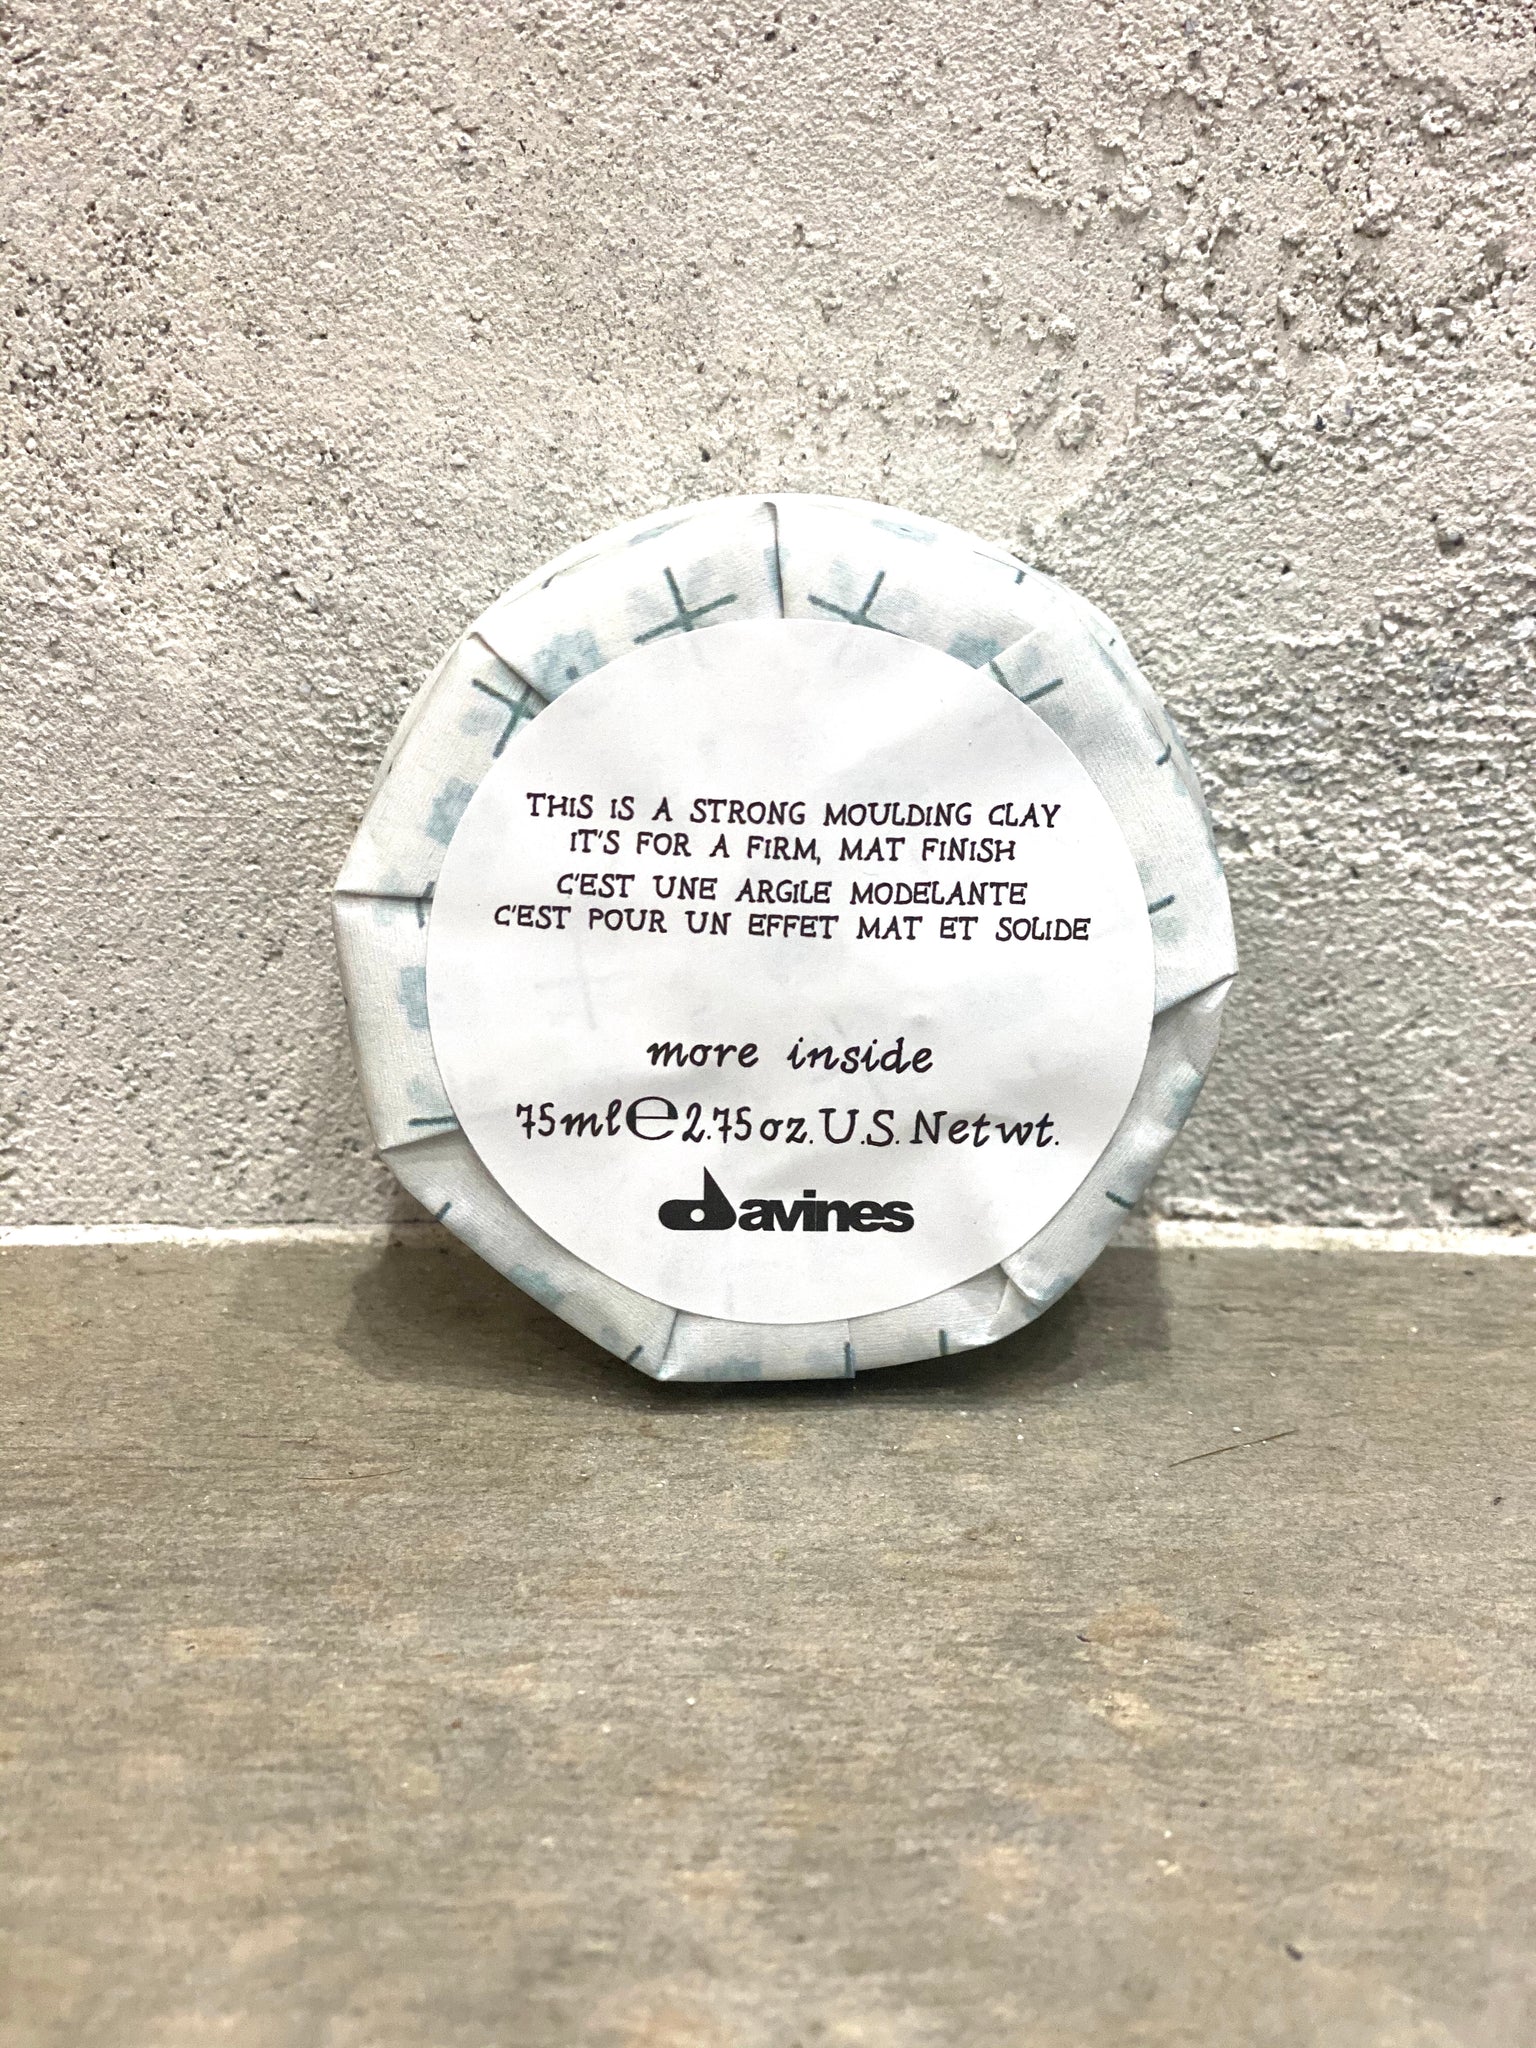 THIS IS A STRONG MOULDING CLAY
IT'S FOR A FIRM, MAT FINISH
C'EST UNE ARGILE MODELANTE
C'EST POUR UN EFFET MAT ET SOLIDE
more inside
75ml℮2.75oz.U.S.Netwt.
davines